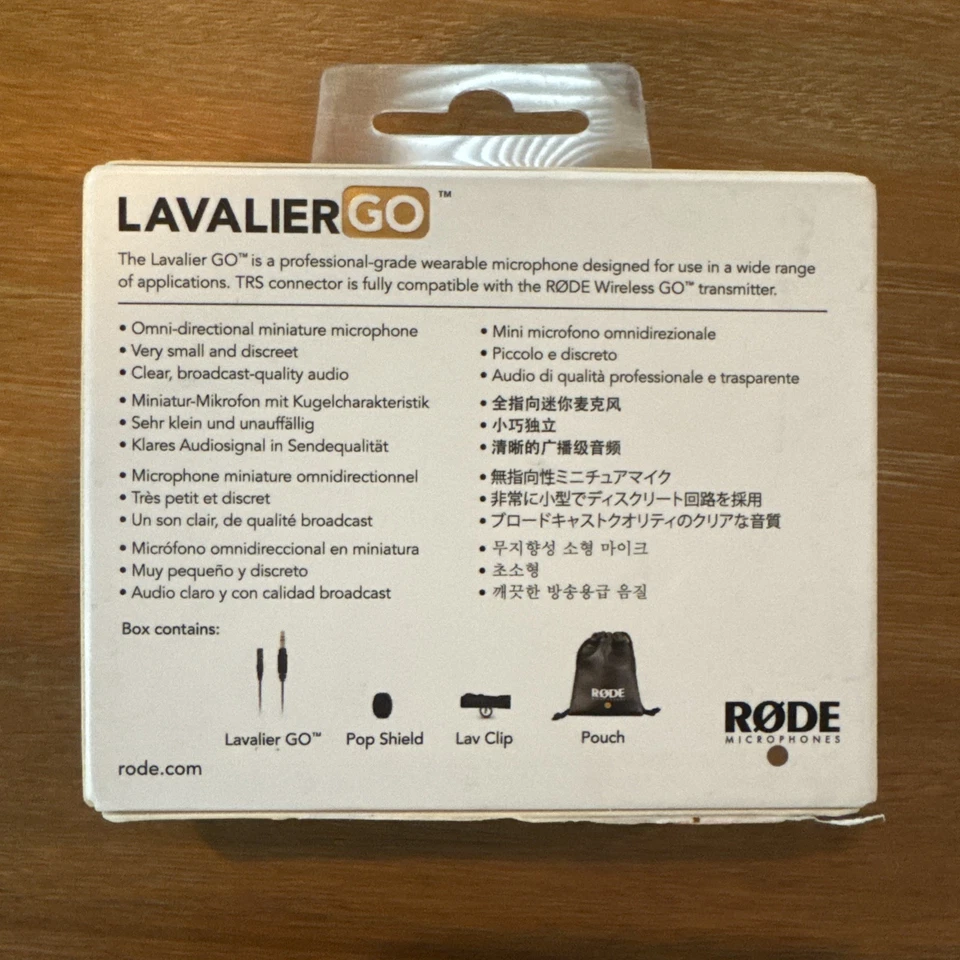 LAVALIER GO™
The Lavalier GO™ is a professional-grade wearable microphone designed for use in a wide range
of applications. TRS connector is fully compatible with the RØDE Wireless GO™ transmitter.
• Omni-directional miniature microphone
• Very small and discreet
• Clear, broadcast-quality audio
• Miniatur-Mikrofon mit Kugelcharakteristik
• Sehr klein und unauffällig
• Klares Audiosignal in Sendequalität
• Microphone miniature omnidirectionnel
• Très petit et discret
• Un son clair, de qualité broadcast
• Micrófono omnidireccional en miniatura
• Muy pequeño y discreto
• Audio claro y con calidad broadcast
• Mini microfono omnidirezionale
• Piccolo e discreto
• Audio di qualità professionale e trasparente
• 全指向迷你麦克风
• 小巧独立
• 清晰的广播级音频
• 無指向性ミニチュアマイク
• 非常に小型でディスクリート回路を採用
• ブロードキャストクオリティのクリアな音質
• 무지향성 소형 마이크
• 초소형
• 깨끗한 방송용급 음질
Box contains:
RØDE
Lavalier GO™
Pop Shield
Lav Clip
Pouch
RØDE
MICROPHONES
rode.com